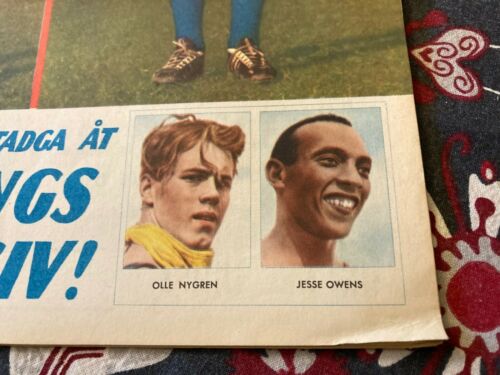 TADGA ÅT
NGS
IV!
OLLE NYGREN
JESSE OWENS